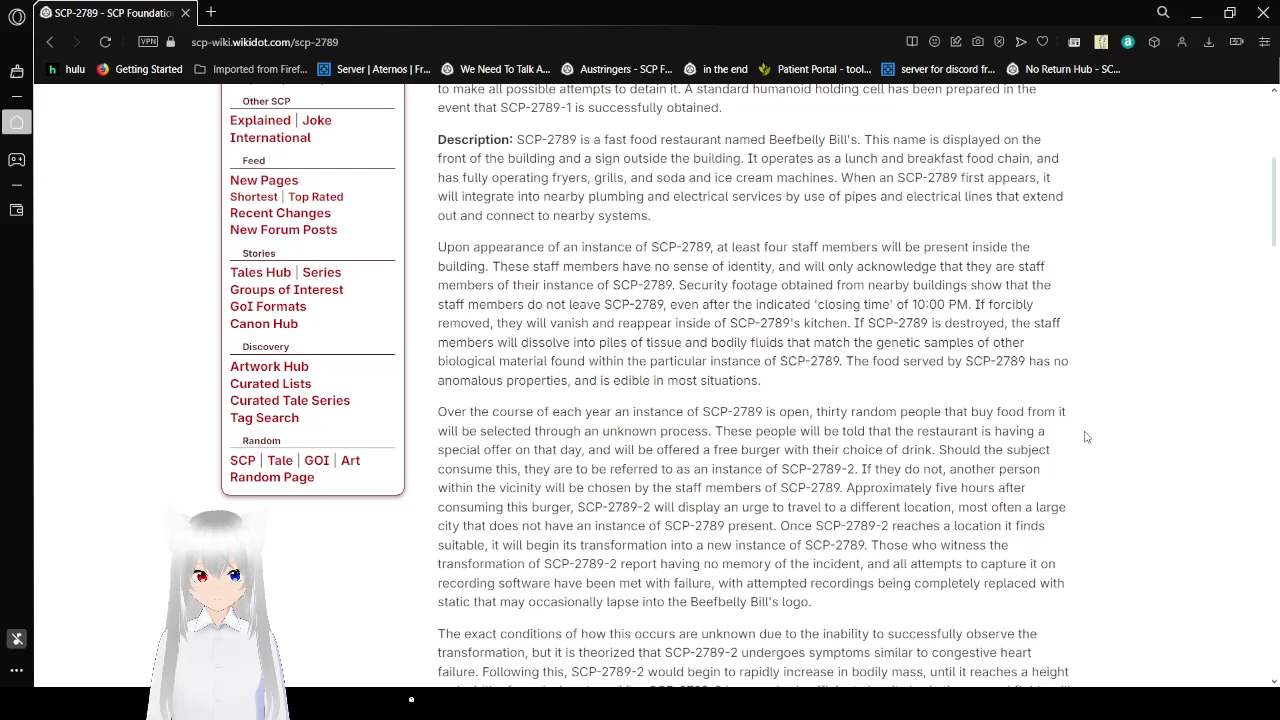 SCP-2789 - SCP Foundatio
VPN
scp-wiki.wikidot.com/scp-2789
hulu
Getting Started
Imported from Firef...
Server | Aternos | Fr...
We Need To Talk A...
Austringers - SCP F...
in the end
Patient Portal - tool...
server for discord fr...
No Return Hub - SC...
Other SCP
Explained | Joke
International
Feed
New Pages
Shortest | Top Rated
Recent Changes
New Forum Posts
Stories
Tales Hub | Series
Groups of Interest
GoI Formats
Canon Hub
Discovery
Artwork Hub
Curated Lists
Curated Tale Series
Tag Search
Random
SCP | Tale | GOI | Art
Random Page
to make all possible attempts to detain it. A standard humanoid holding cell has been prepared in the
event that SCP-2789-1 is successfully obtained.
Description: SCP-2789 is a fast food restaurant named Beefbelly Bill's. This name is displayed on the
front of the building and a sign outside the building. It operates as a lunch and breakfast food chain, and
has fully operating fryers, grills, and soda and ice cream machines. When an SCP-2789 first appears, it
will integrate into nearby plumbing and electrical services by use of pipes and electrical lines that extend
out and connect to nearby systems.
Upon appearance of an instance of SCP-2789, at least four staff members will be present inside the
building. These staff members have no sense of identity, and will only acknowledge that they are staff
members of their instance of SCP-2789. Security footage obtained from nearby buildings show that the
staff members do not leave SCP-2789, even after the indicated 'closing time' of 10:00 PM. If forcibly
removed, they will vanish and reappear inside of SCP-2789's kitchen. If SCP-2789 is destroyed, the staff
members will dissolve into piles of tissue and bodily fluids that match the genetic samples of other
biological material found within the particular instance of SCP-2789. The food served by SCP-2789 has no
anomalous properties, and is edible in most situations.
Over the course of each year an instance of SCP-2789 is open, thirty random people that buy food from it
will be selected through an unknown process. These people will be told that the restaurant is having a
special offer on that day, and will be offered a free burger with their choice of drink. Should the subject
consume this, they are to be referred to as an instance of SCP-2789-2. If they do not, another person
within the vicinity will be chosen by the staff members of SCP-2789. Approximately five hours after
consuming this burger, SCP-2789-2 will display an urge to travel to a different location, most often a large
city that does not have an instance of SCP-2789 present. Once SCP-2789-2 reaches a location it finds
suitable, it will begin its transformation into a new instance of SCP-2789. Those who witness the
transformation of SCP-2789-2 report having no memory of the incident, and all attempts to capture it on
recording software have been met with failure, with attempted recordings being completely replaced with
static that may occasionally lapse into the Beefbelly Bill's logo.
The exact conditions of how this occurs are unknown due to the inability to successfully observe the
transformation, but it is theorized that SCP-2789-2 undergoes symptoms similar to congestive heart
failure. Following this, SCP-2789-2 would begin to rapidly increase in bodily mass, until it reaches a height